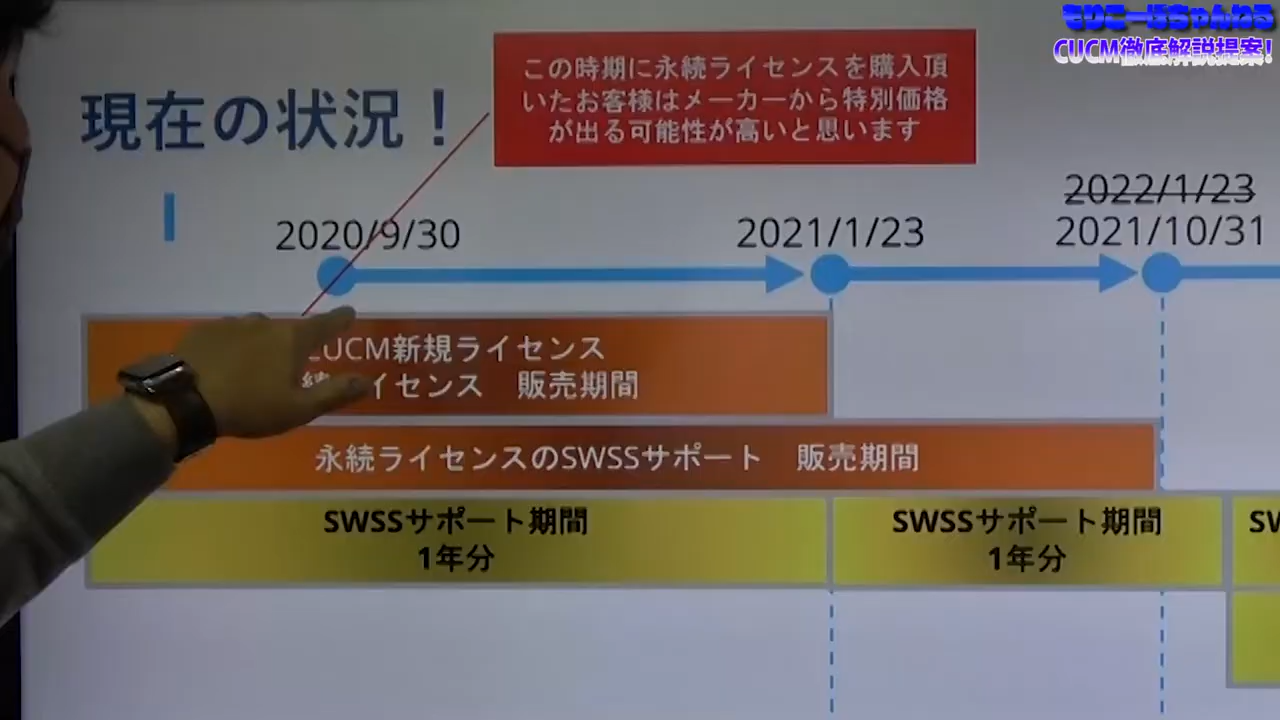 もりこーはちゃんねる
CUCM徹底解説提案!
現在の状況!
この時期に永続ライセンスを購入頂
いたお客様はメーカーから特別価格
が出る可能性が高いと思います
2020/9/30
2021/1/23
2022/1/23
2021/10/31
CUCM新規ライセンス
続ライセンス 販売期間
永続ライセンスのSWSSサポート 販売期間
SWSSサポート期間
1年分
SWSSサポート期間
1年分
SW